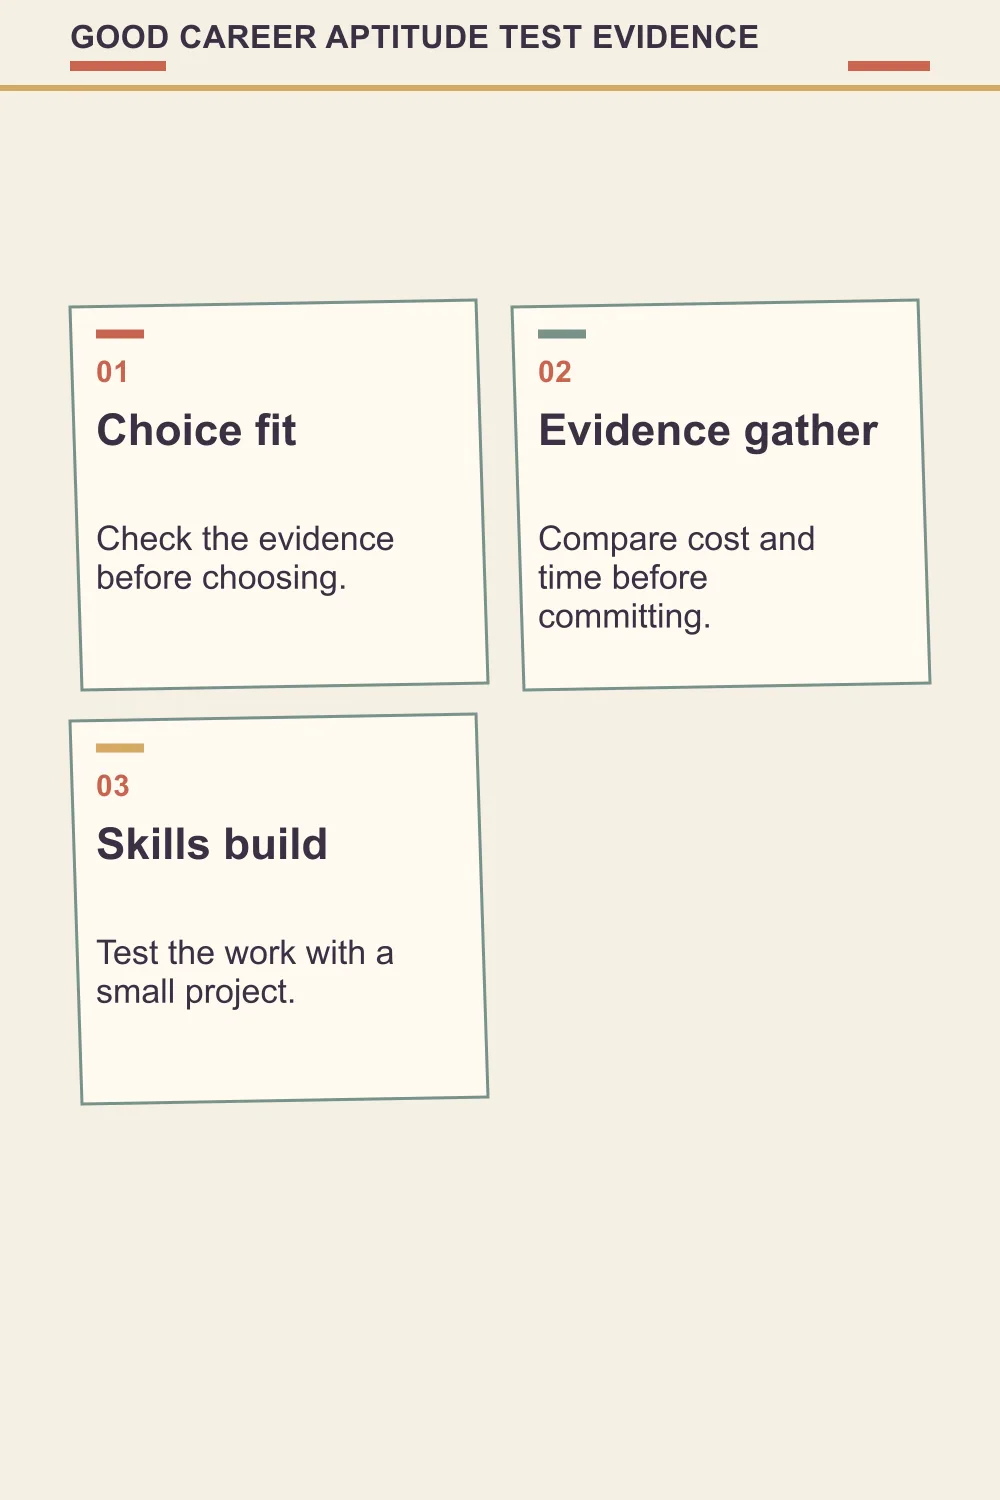 GOOD CAREER APTITUDE TEST EVIDENCE
01
Choice fit
Check the evidence
before choosing.
02
Evidence gather
Compare cost and
time before
committing.
03
Skills build
Test the work with a
small project.